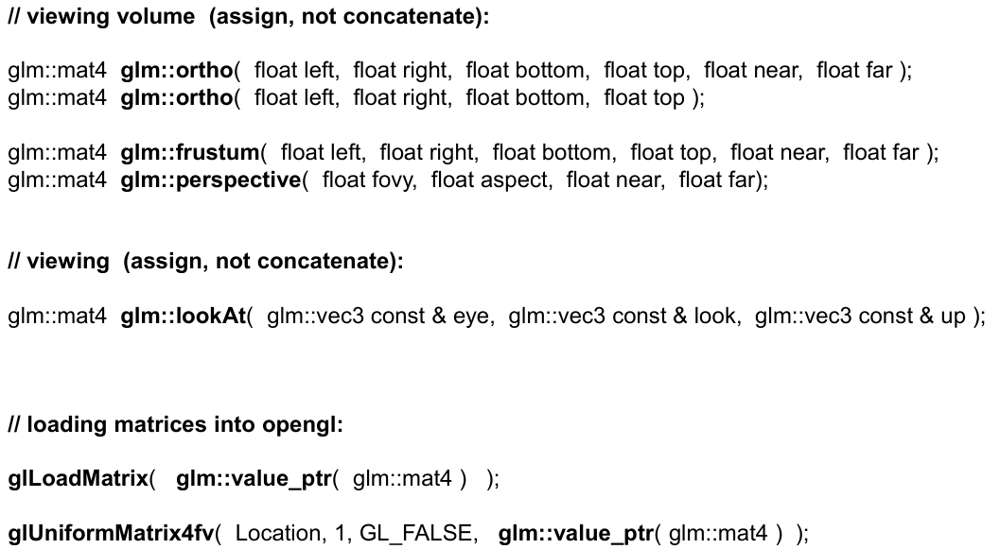 // viewing volume (assign, not concatenate):
glm::mat4 glm::ortho( float left, float right, float bottom, float top, float near, float far );
glm::mat4 glm::ortho( float left, float right, float bottom, float top );
glm::mat4 glm::frustum( float left, float right, float bottom, float top, float near, float far );
glm::mat4 glm::perspective( float fovy, float aspect, float near, float far);
// viewing (assign, not concatenate):
glm::mat4 glm::lookAt( glm::vec3 const & eye, glm::vec3 const & look, glm::vec3 const & up );
// loading matrices into opengl:
glLoadMatrix( glm::value_ptr( glm::mat4 ) );
glUniformMatrix4fv( Location, 1, GL_FALSE, glm::value_ptr( glm::mat4 ) );